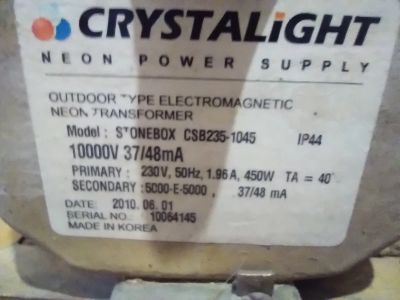 CRYSTALiGHT
NEON POWER SUPPLY
OUTDOOR TYPE ELECTROMAGNETIC
NEON TRANSFORMER
Model : STONEBOX CSB235-1045 IP44
10000V 37/48mA
PRIMARY : 230V, 50Hz, 1.96A, 450W TA = 40°
SECONDARY : 5000-E-5000 , 37/48 mA
DATE: 2010. 06. 01
SERIAL NO. 10064145
MADE IN KOREA